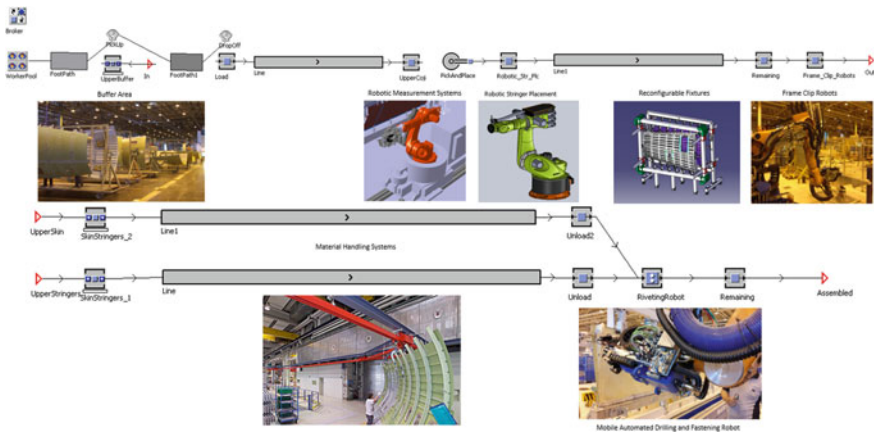 Broker
PickUp
DropOff
WorkerPool
FootPath
UpperBuffer
In
FootPath1
Load
Line
PickAndPlace
Robotic_Str_Plc
Line1
Remaining
Frame_Clip_Robots
Out
Buffer Area
Robotic Measurement Systems
Robotic Stringer Placement
Reconfigurable Fixtures
Frame Clip Robots
UpperSkin
SkinStringers_2
Line1
Unload2
Material Handling Systems
UpperStringers
SkinStringers_1
Line
Unload
RivetingRobot
Remaining
Assembled
Mobile Automated Drilling and Fastening Robot